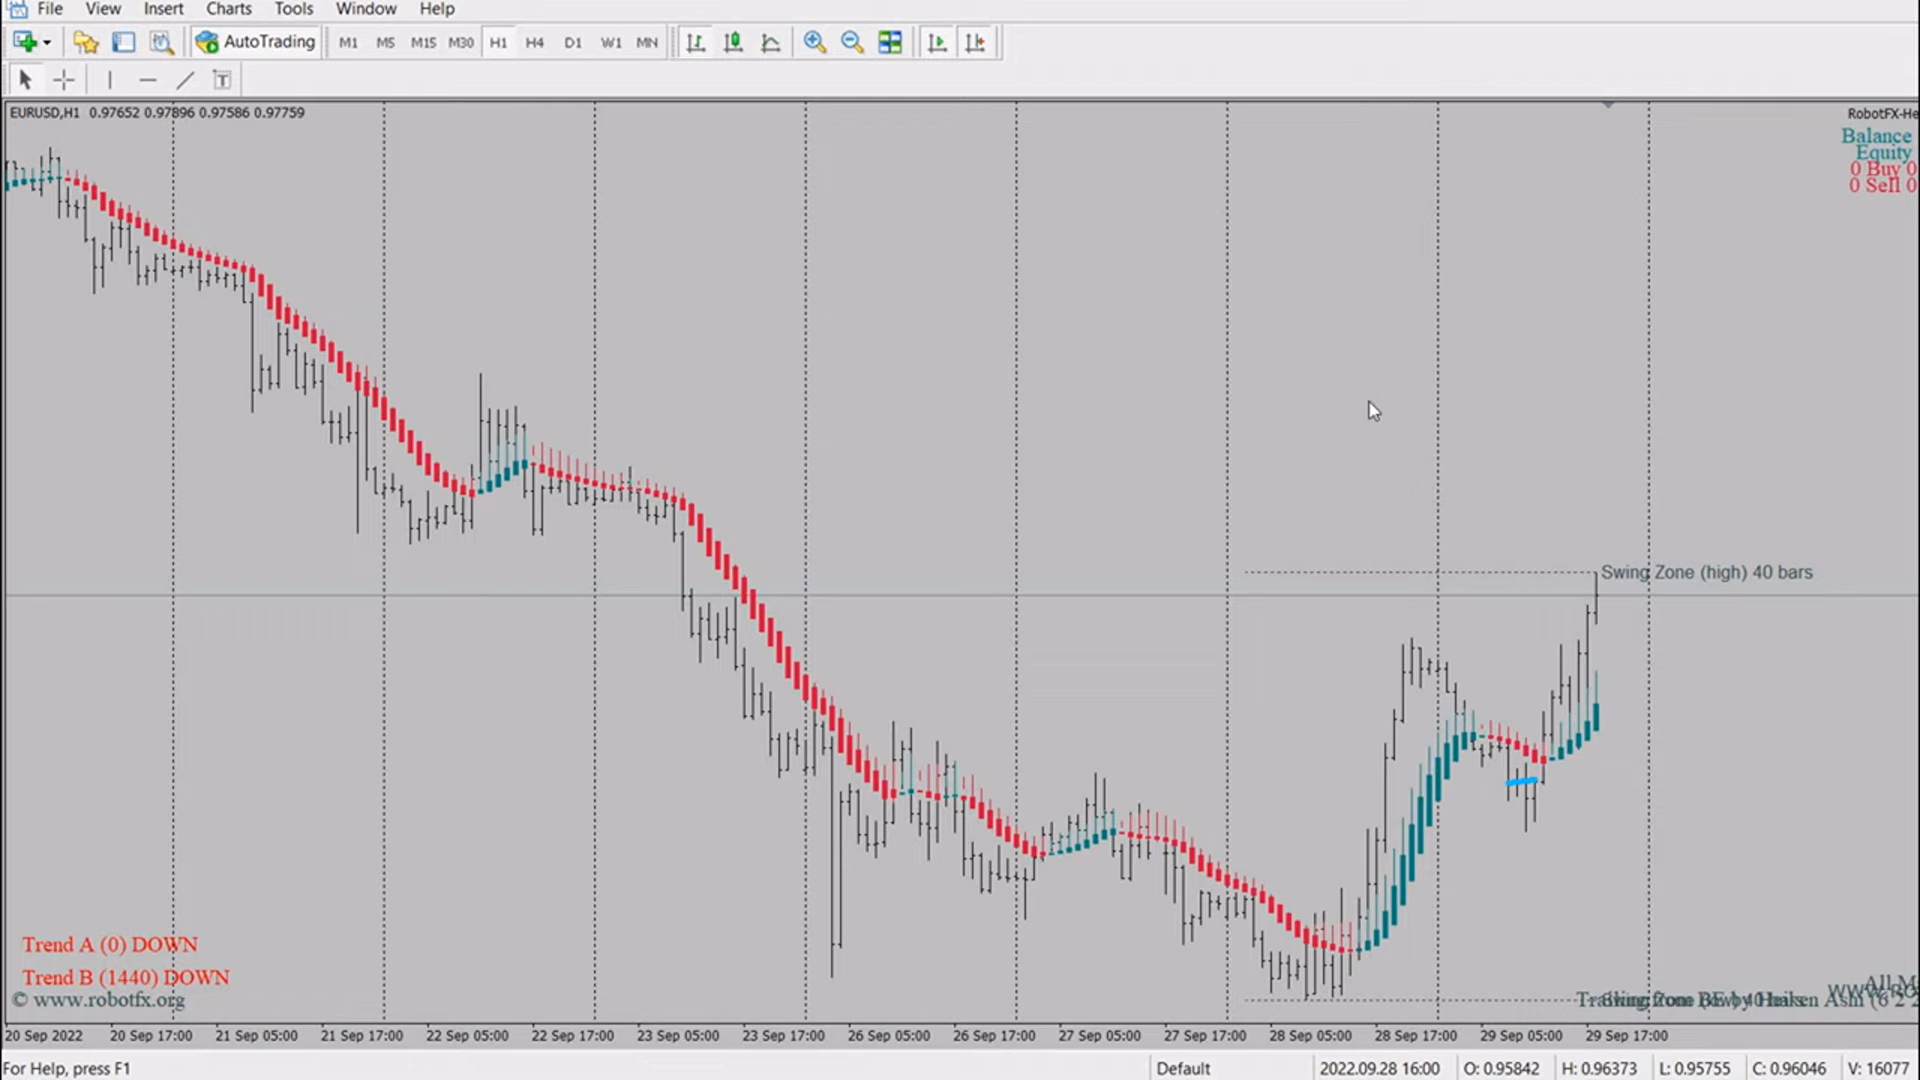 File View Insert Charts Tools Window Help
AutoTrading M1 M5 M15 M30 H1 H4 D1 W1 MN
T
EURUSD,H1 0.97652 0.97896 0.97586 0.97759
RobotFX-He
Balance
Equity
0 Buy 0
0 Sell 0
Swing Zone (high) 40 bars
Trend A (0) DOWN
Trend B (1440) DOWN
© www.robotfx.org
All M
20 Sep 2022 20 Sep 17:00 21 Sep 05:00 21 Sep 17:00 22 Sep 05:00 22 Sep 17:00 23 Sep 05:00 23 Sep 17:00 26 Sep 05:00 26 Sep 17:00 27 Sep 05:00 27 Sep 17:00 28 Sep 05:00 28 Sep 17:00 29 Sep 05:00 29 Sep 17:00
For Help, press F1 Default 2022.09.28 16:00 O: 0.95842 H: 0.96373 L: 0.95755 C: 0.96046 V: 16077